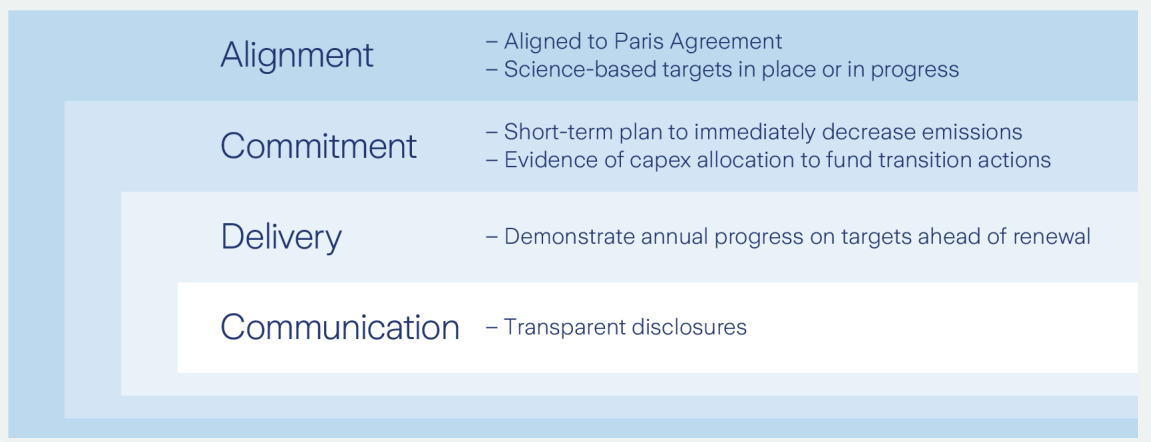 Alignment
– Aligned to Paris Agreement
– Science-based targets in place or in progress
Commitment
– Short-term plan to immediately decrease emissions
– Evidence of capex allocation to fund transition actions
Delivery
– Demonstrate annual progress on targets ahead of renewal
Communication
– Transparent disclosures